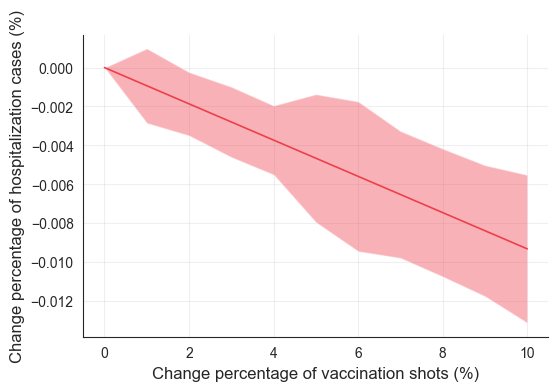 Change percentage of hospitalization cases (%)
0.000
−0.002
−0.004
−0.006
−0.008
−0.010
−0.012
0 2 4 6 8 10
Change percentage of vaccination shots (%)